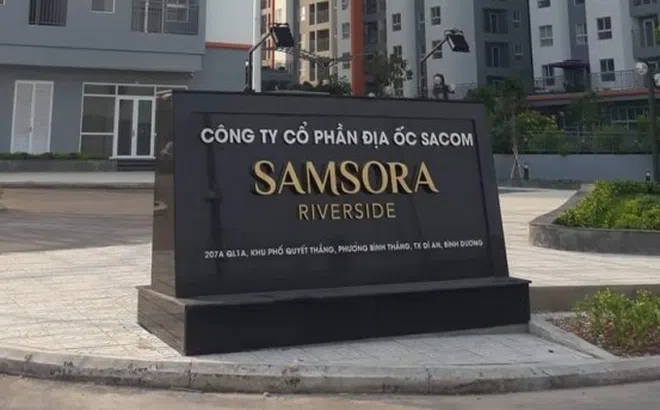 CÔNG TY CỔ PHẦN ĐỊA ỐC SACOM
SAMSORA
RIVERSIDE
207A QL1A, KHU PHỐ QUYẾT THẮNG, PHƯỜNG BÌNH THẮNG, TX DĨ AN, BÌNH DƯƠNG